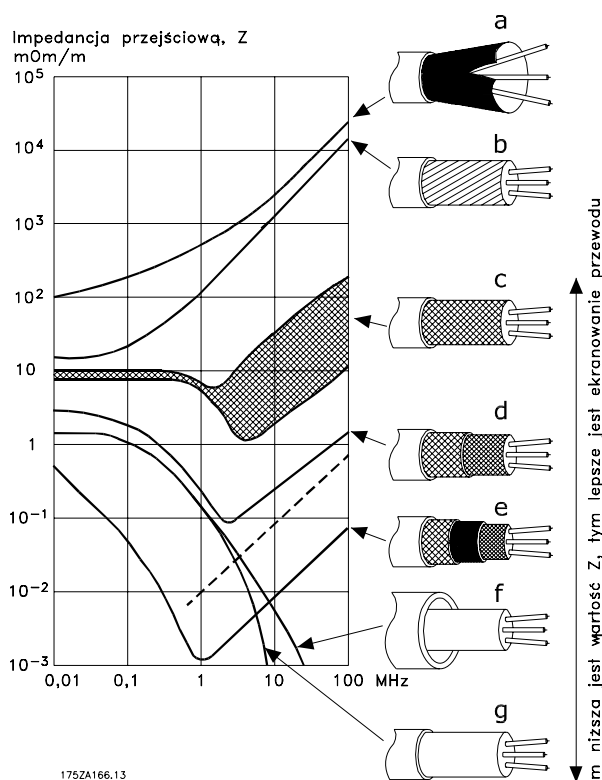 Impedancja przejściową, Z
mOm/m
a
10⁵
b
10⁴
10³
c
10²
10
d
1
e
10⁻¹
f
10⁻²
10⁻³
0,01 0,1 1 10 100 MHz
g
175ZA166.13
m niższa jest wartość Z, tym lepsze jest ekranowanie przewodu